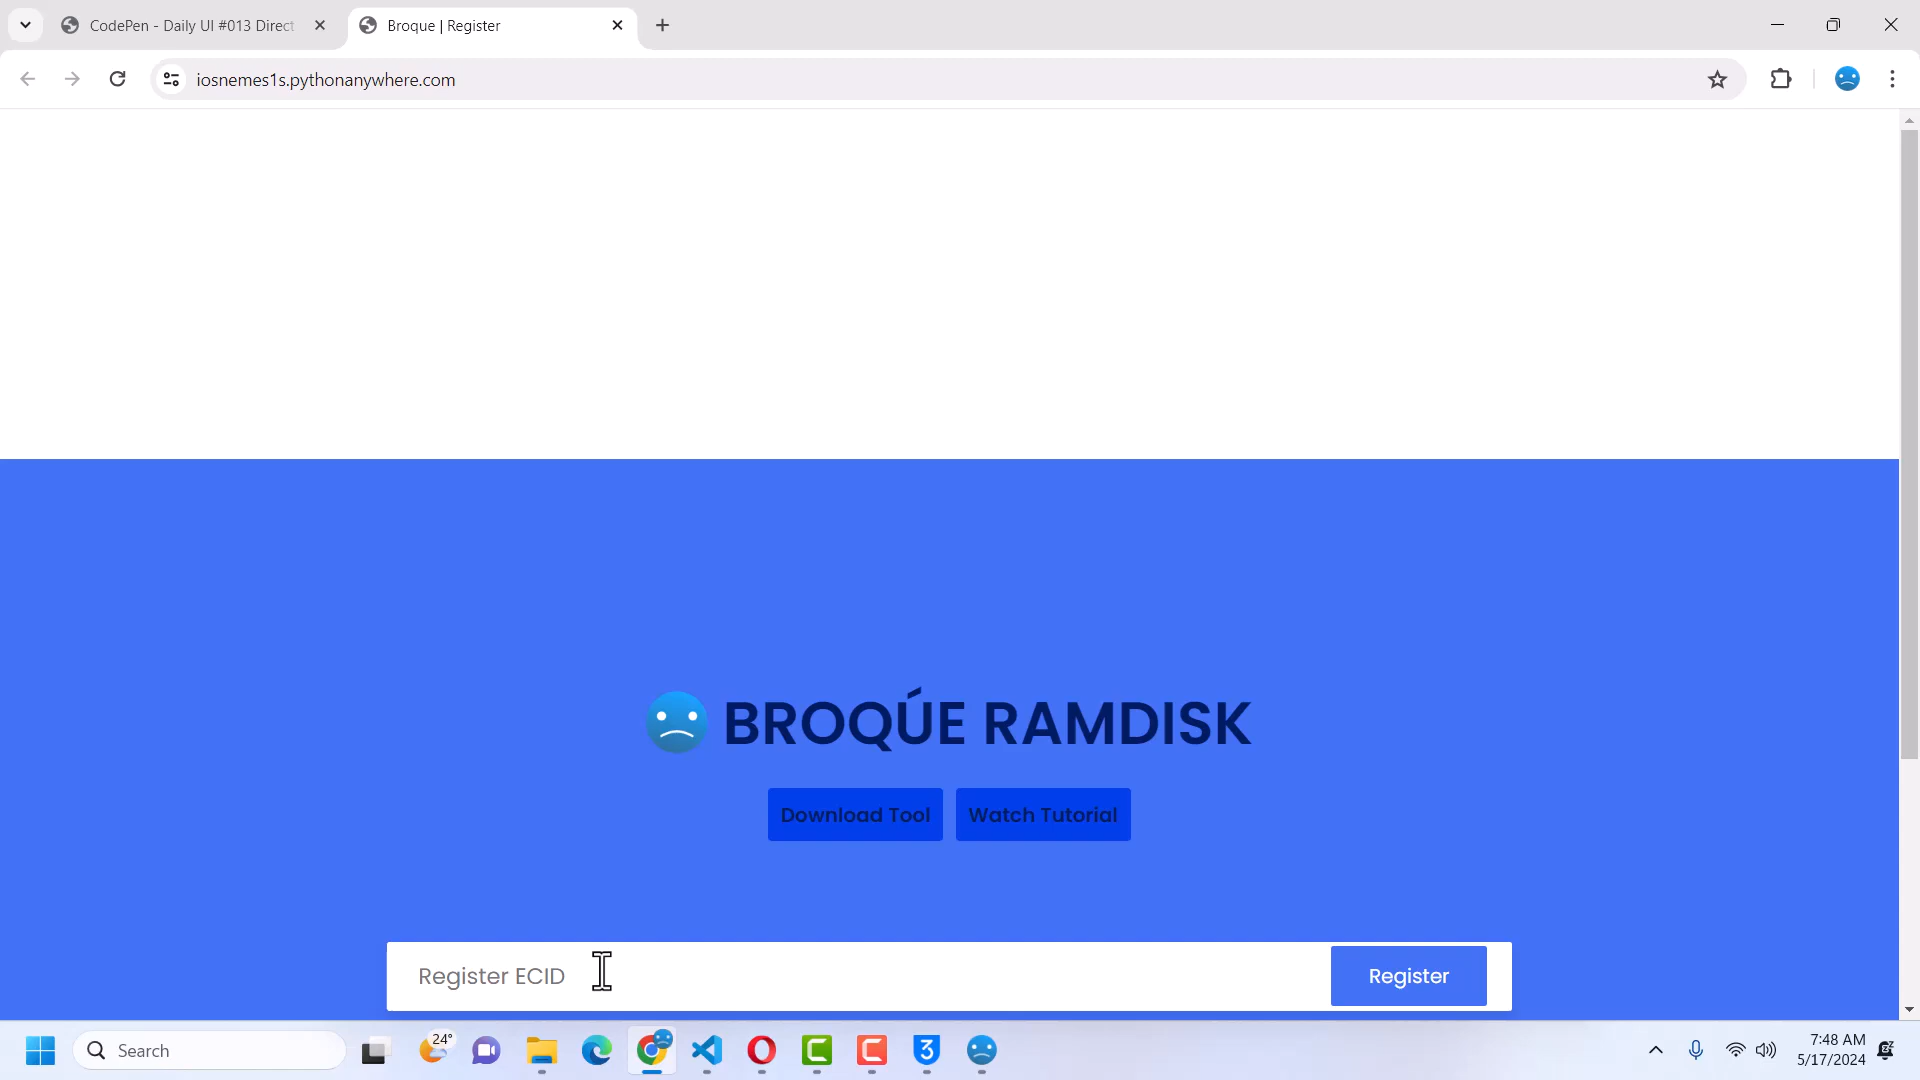 CodePen - Daily UI #013 Direct
Broque | Register
iosnemes1s.pythonanywhere.com
BROQÚE RAMDISK
Download Tool
Watch Tutorial
Register ECID
Register
Search
24°
3
7:48 AM
5/17/2024